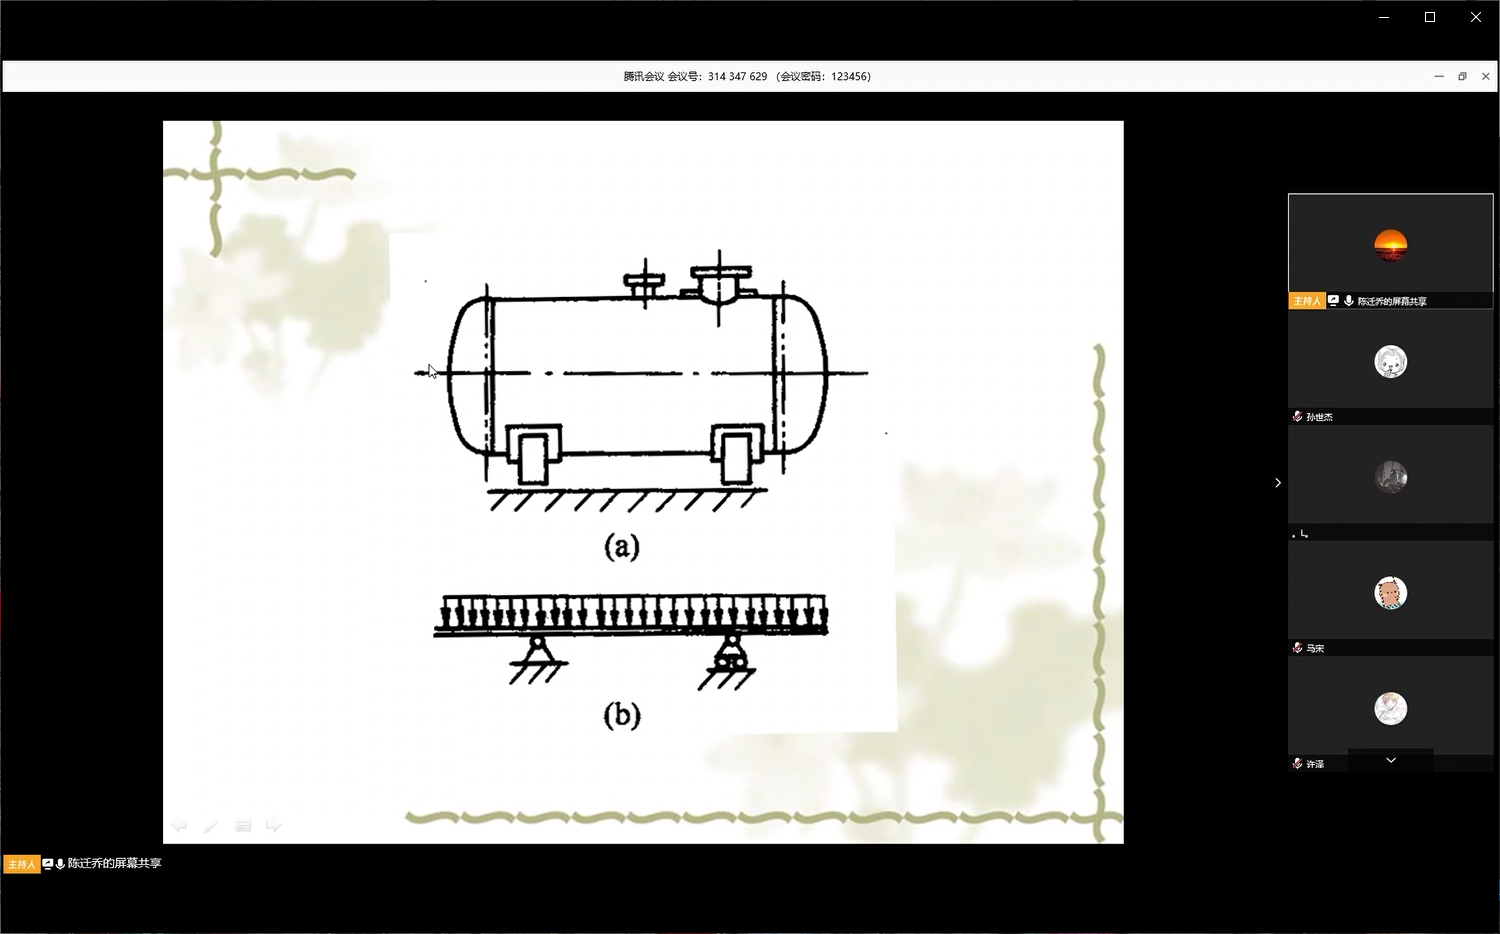 腾讯会议 会议号：314 347 629 （会议密码：123456）
(a)
(b)
主持人 陈迁乔的屏幕共享
孙世杰
马宋
许泽
主持人 陈迁乔的屏幕共享